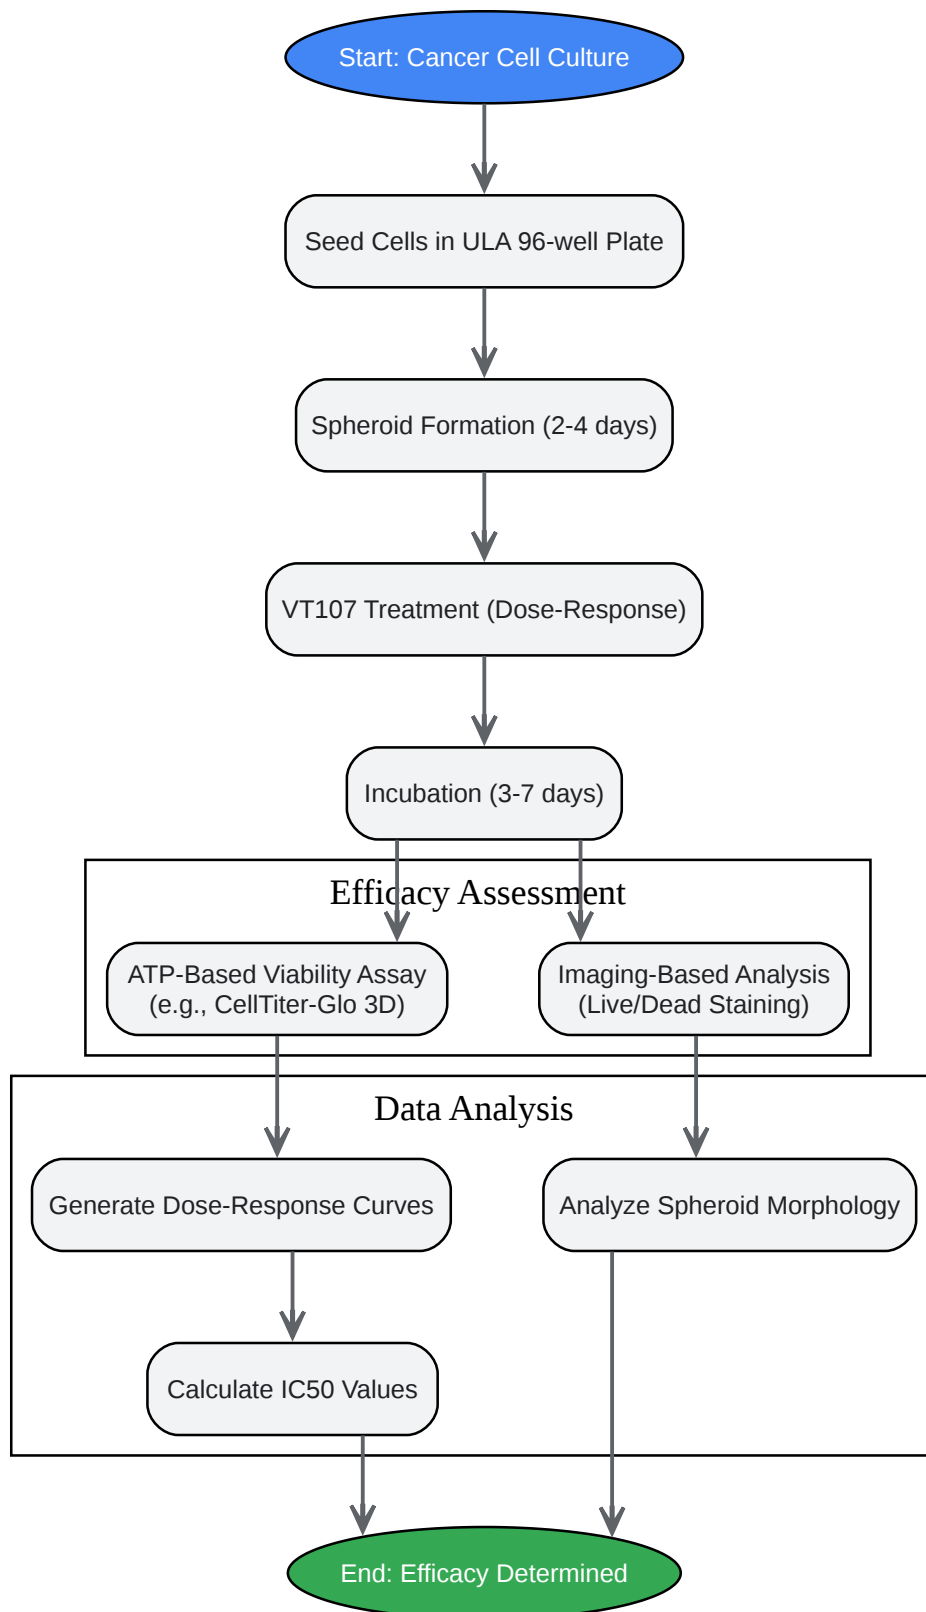 Start: Cancer Cell Culture
Seed Cells in ULA 96-well Plate
Spheroid Formation (2-4 days)
VT107 Treatment (Dose-Response)
Incubation (3-7 days)
Efficacy Assessment
ATP-Based Viability Assay
(e.g., CellTiter-Glo 3D)
Imaging-Based Analysis
(Live/Dead Staining)
Data Analysis
Generate Dose-Response Curves
Analyze Spheroid Morphology
Calculate IC50 Values
End: Efficacy Determined